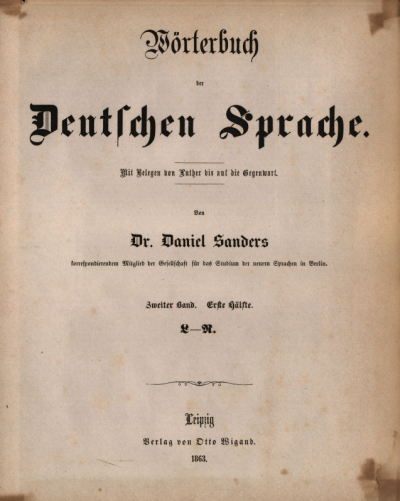 Wörterbuch
der
Deutſchen Sprache.
Mit Belegen von Luther bis auf die Gegenwart.
Von
Dr. Daniel Sanders
korreſpondierendem Mitglied der Geſellſchaft für das Studium der neuern Sprachen in Berlin.
Zweiter Band. Erſte Hälfte.
L—R.
Leipzig
Verlag von Otto Wigand.
1863.